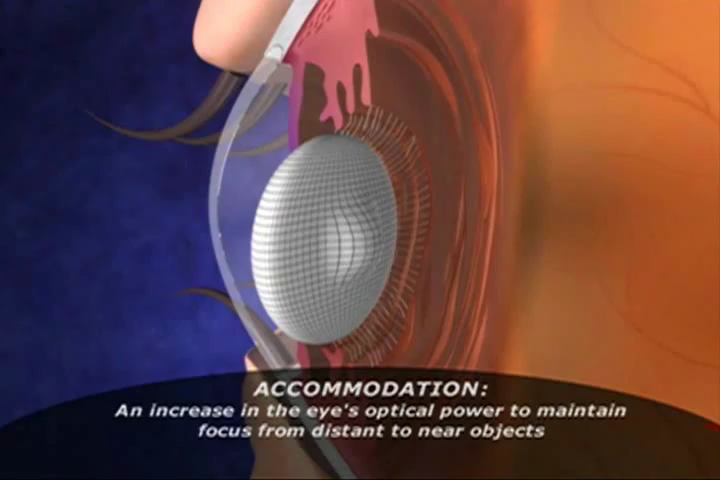 ACCOMMODATION:
An increase in the eye's optical power to maintain
focus from distant to near objects